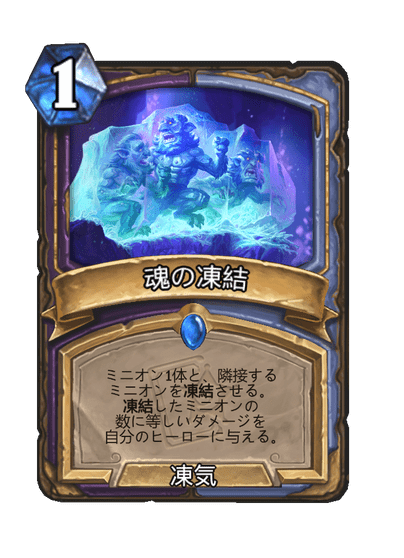 1
魂の凍結
ミニオン1体と、隣接する
ミニオンを凍結させる。
凍結したミニオンの
数に等しいダメージを
自分のヒーローに与える。
凍気